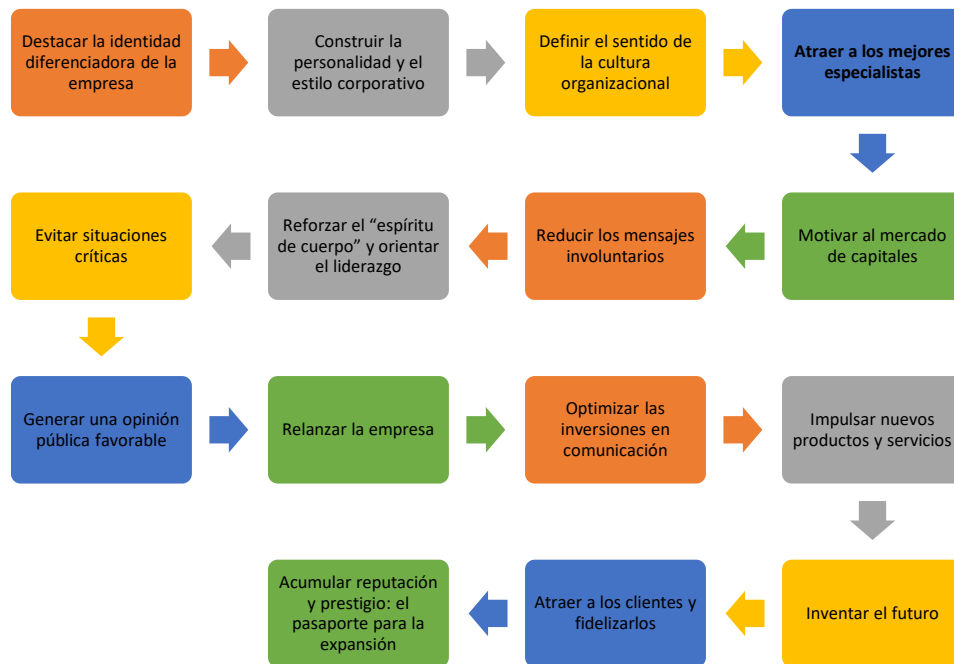 Destacar la identidad
diferenciadora de la
empresa
Construir la
personalidad y el
estilo corporativo
Definir el sentido de
la cultura
organizacional
Atraer a los mejores
especialistas
Motivar al mercado
de capitales
Reducir los mensajes
involuntarios
Reforzar el “espíritu
de cuerpo” y orientar
el liderazgo
Evitar situaciones
críticas
Generar una opinión
pública favorable
Relanzar la empresa
Optimizar las
inversiones en
comunicación
Impulsar nuevos
productos y servicios
Inventar el futuro
Atraer a los clientes y
fidelizarlos
Acumular reputación
y prestigio: el
pasaporte para la
expansión